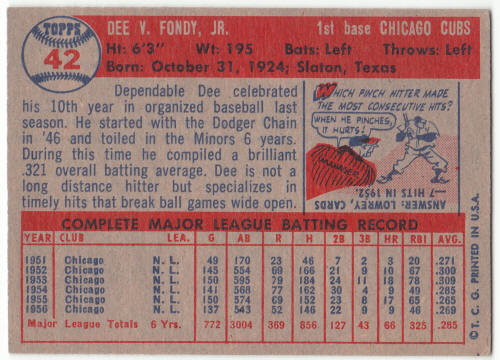 TOPPS
42
DEE V. FONDY, JR.
1st base CHICAGO CUBS
Ht: 6'3" Wt: 195 Bats: Left Throws: Left
Born: October 31, 1924; Slaton, Texas
Dependable Dee celebrated
his 10th year in organized baseball last
season. He started with the Dodger Chain
in '46 and toiled in the Minors 6 years.
During this time he compiled a brilliant
.321 overall batting average. Dee is not a
long distance hitter but specializes in
timely hits that break ball games wide open.
WHICH PINCH HITTER MADE
THE MOST CONSECUTIVE HITS?
WHEN HE PINCHES,
IT HURTS!
MANAGER
ANSWER: LOWREY, CARDS
—7 HITS IN 1952.
COMPLETE MAJOR LEAGUE BATTING RECORD
YEAR CLUB LEA. G AB R H 2B 3B HR RBI AVG.
1951 Chicago N. L. 49 170 23 46 7 2 3 20 .271
1952 Chicago N. L. 145 554 69 166 21 9 10 67 .300
1953 Chicago N. L. 150 595 79 184 24 11 18 78 .309
1954 Chicago N. L. 141 568 77 162 30 4 9 49 .285
1955 Chicago N. L. 150 574 69 152 23 8 17 65 .265
1956 Chicago N. L. 137 543 52 146 22 9 9 46 .269
Major League Totals 6 Yrs. 772 3004 369 856 127 43 66 325 .285
© T. C. G. PRINTED IN U.S.A.